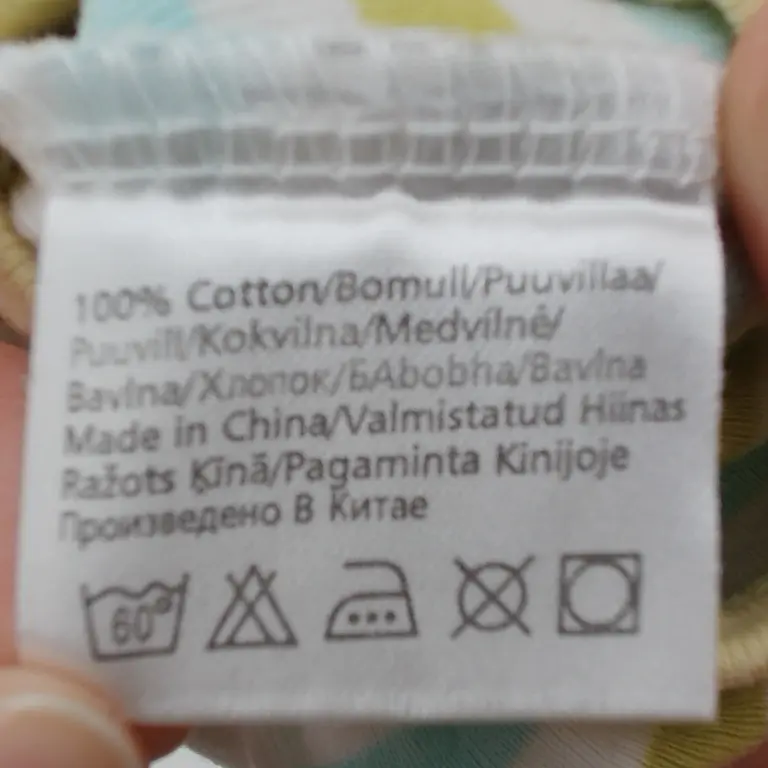 100% Cotton/Bomull/Puuvillaa/
Puuvill/Kokvilna/Medvilnė/
Bavlna/Хлопок/БАbobha/Bavlna
Made in China/Valmistatud Hiinas
Ražots Ķīnā/Pagaminta Kinijoje
Произведено В Китае
60°